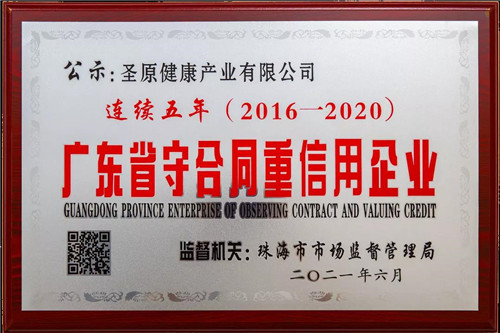 公示:圣原健康产业有限公司
连续五年(2016—2020)
广东省守合同重信用企业
GUANGDONG PROVINCE ENTERPRISE OF OBSERVING CONTRACT AND VALUING CREDIT
监督机关:珠海市市场监督管理局
二〇二一年六月